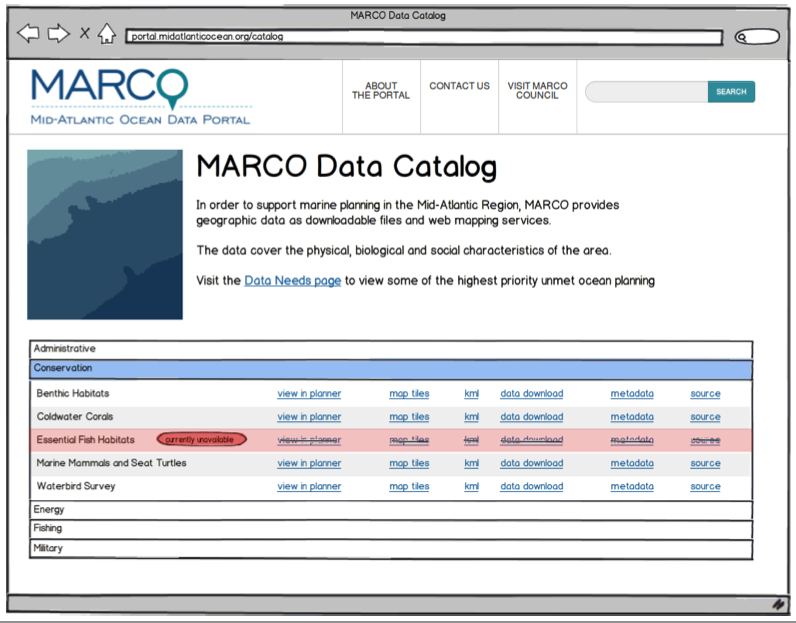 MARCO Data Catalog
portal.midatlanticocean.org/catalog
MARCO
MID-ATLANTIC OCEAN DATA PORTAL
ABOUT
THE PORTAL
CONTACT US
VISIT MARCO
COUNCIL
SEARCH
MARCO Data Catalog
In order to support marine planning in the Mid-Atlantic Region, MARCO provides
geographic data as downloadable files and web mapping services.
The data cover the physical, biological and social characteristics of the area.
Visit the Data Needs page to view some of the highest priority unmet ocean planning
Administrative
Conservation
Benthic Habitats view in planner map tiles kml data download metadata source
Coldwater Corals view in planner map tiles kml data download metadata source
Essential Fish Habitats currently unavailable view in planner map tiles kml data download metadata source
Marine Mammals and Seat Turtles view in planner map tiles kml data download metadata source
Waterbird Survey view in planner map tiles kml data download metadata source
Energy
Fishing
Military